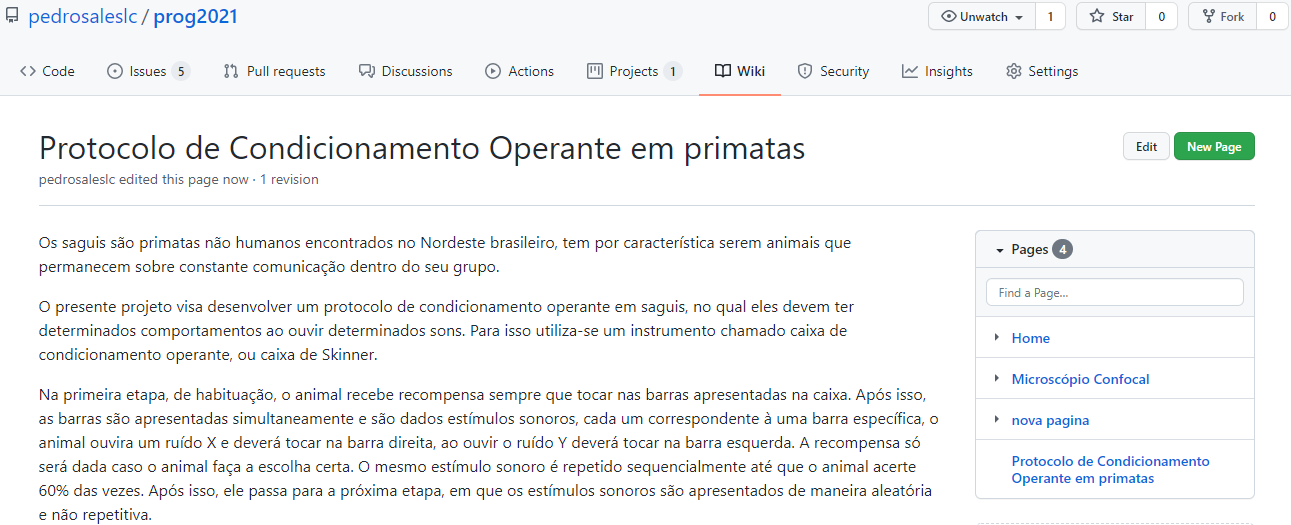 pedrosaleslc / prog2021
Unwatch 1 Star 0 Fork 0
Code Issues 5 Pull requests Discussions Actions Projects 1 Wiki Security Insights Settings
Protocolo de Condicionamento Operante em primatas
Edit New Page
pedrosaleslc edited this page now · 1 revision
Os saguis são primatas não humanos encontrados no Nordeste brasileiro, tem por característica serem animais que
permanecem sobre constante comunicação dentro do seu grupo.
O presente projeto visa desenvolver um protocolo de condicionamento operante em saguis, no qual eles devem ter
determinados comportamentos ao ouvir determinados sons. Para isso utiliza-se um instrumento chamado caixa de
condicionamento operante, ou caixa de Skinner.
Na primeira etapa, de habituação, o animal recebe recompensa sempre que tocar nas barras apresentadas na caixa. Após isso,
as barras são apresentadas simultaneamente e são dados estímulos sonoros, cada um correspondente à uma barra específica, o
animal ouvira um ruído X e deverá tocar na barra direita, ao ouvir o ruído Y deverá tocar na barra esquerda. A recompensa só
será dada caso o animal faça a escolha certa. O mesmo estímulo sonoro é repetido sequencialmente até que o animal acerte
60% das vezes. Após isso, ele passa para a próxima etapa, em que os estímulos sonoros são apresentados de maneira aleatória
e não repetitiva.
Pages 4
Find a Page...
Home
Microscópio Confocal
nova pagina
Protocolo de Condicionamento
Operante em primatas